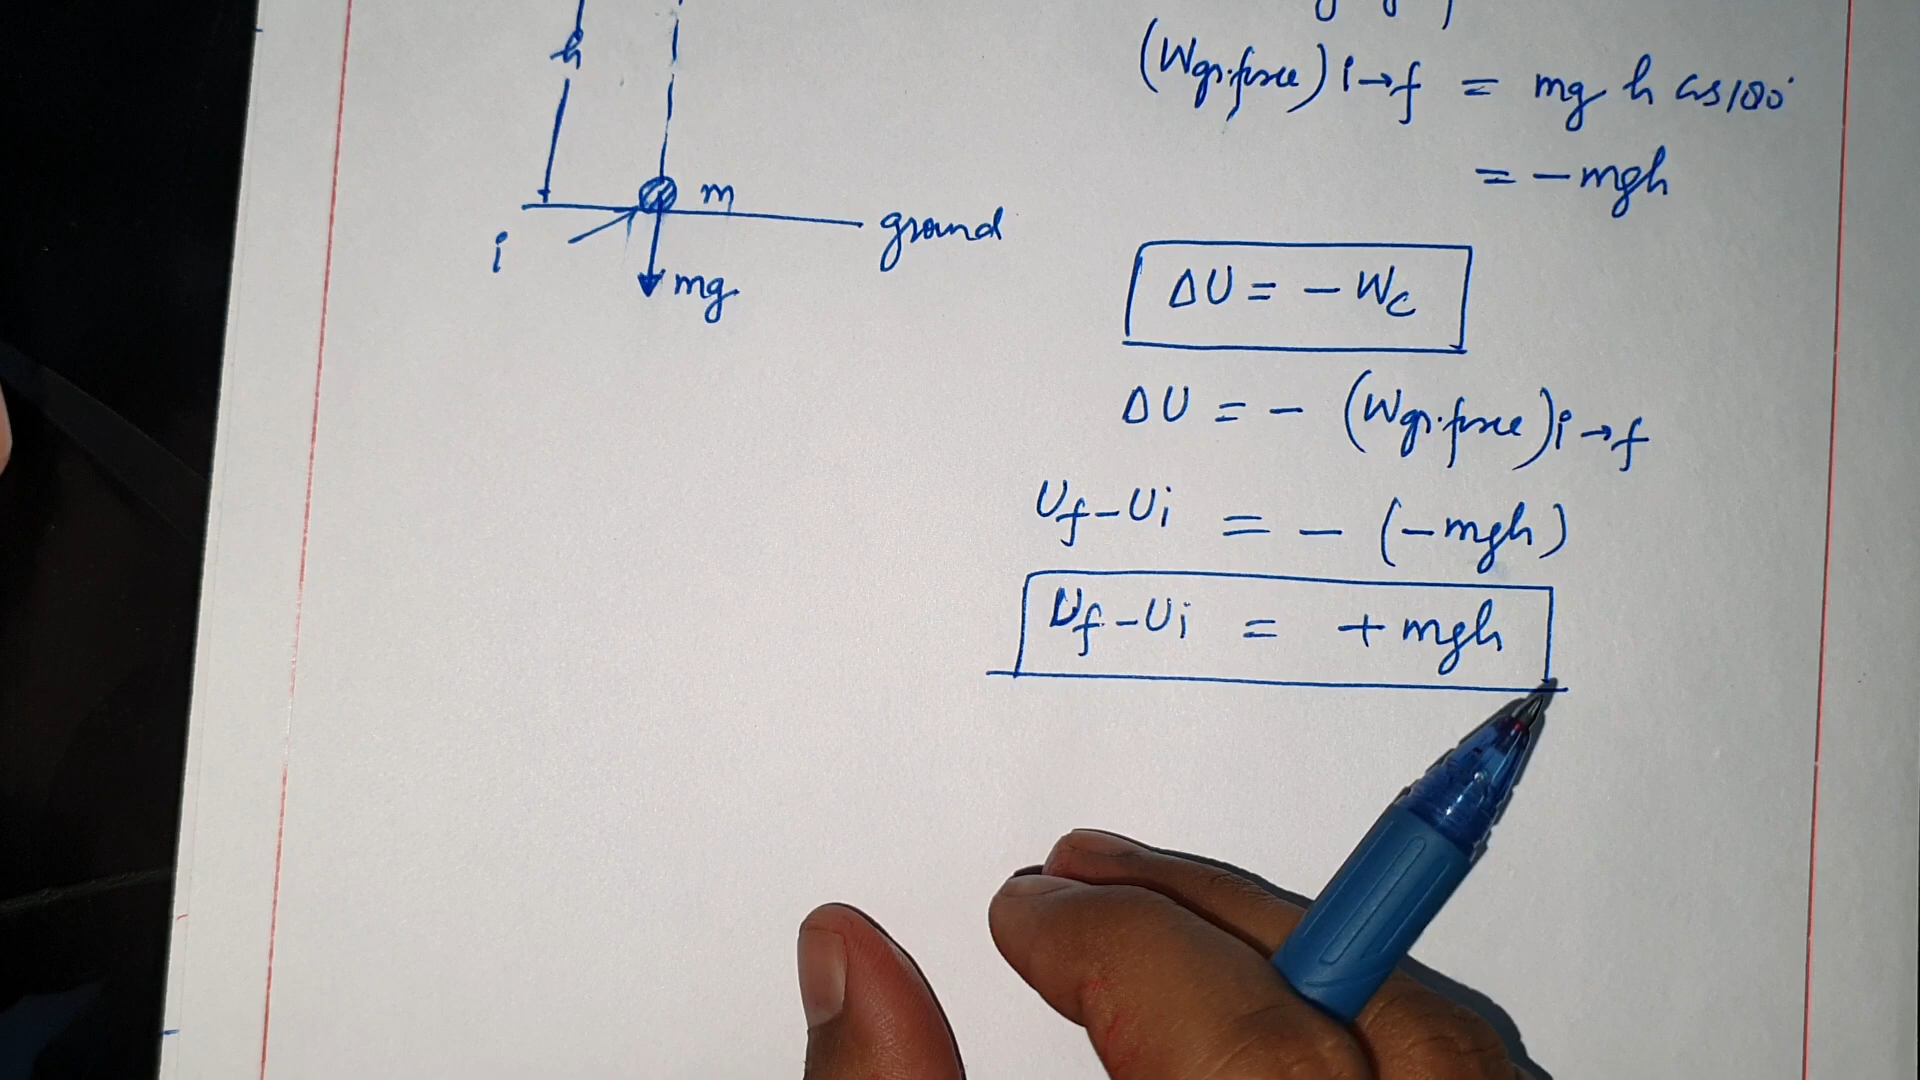 h
m
ground
i
mg
(Wgr.force) i→f = mg h cos180°
= -mgh
ΔU = - Wc
ΔU = - (Wgr.force) i→f
Uf - Ui = - (-mgh)
Uf - Ui = + mgh